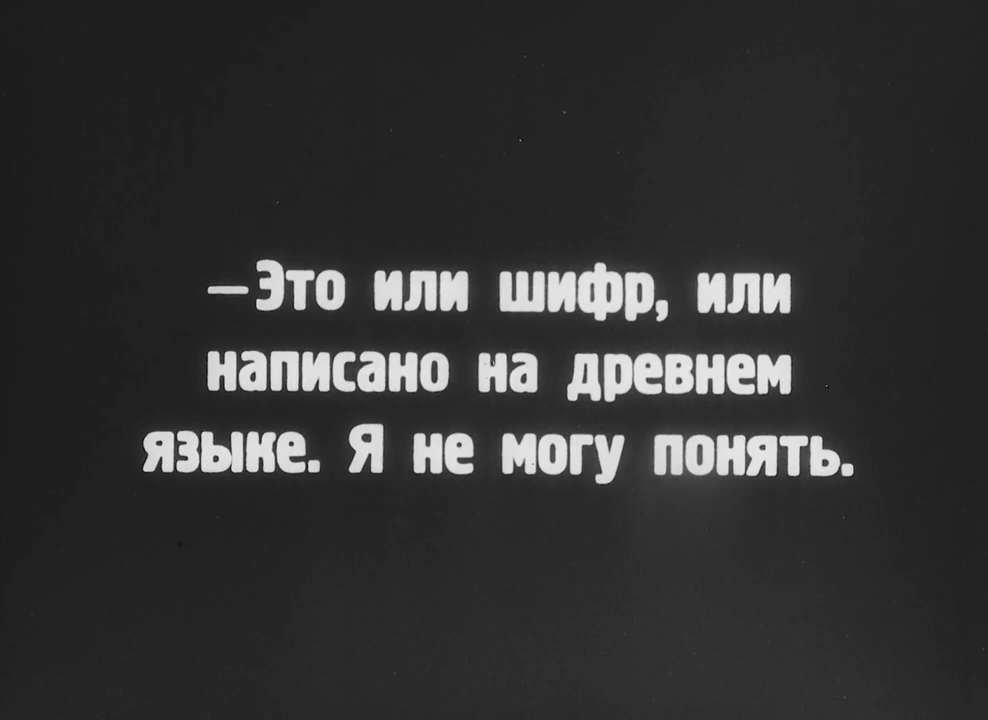 —Это или шифр, или
написано на древнем
языке. Я не могу понять.